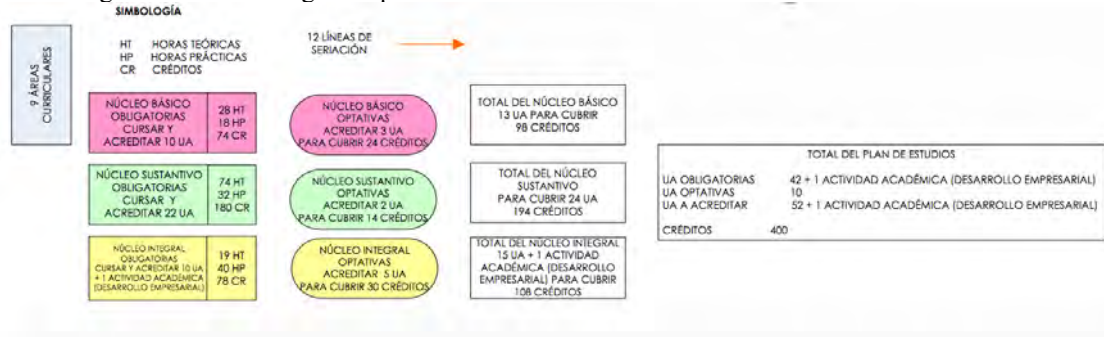 SIMBOLOGÍA
HT HORAS TEÓRICAS
HP HORAS PRÁCTICAS
CR CRÉDITOS
12 LÍNEAS DE
SERIACIÓN
9 ÁREAS
CURRICULARES
NÚCLEO BÁSICO
OBLIGATORIAS
CURSAR Y
ACREDITAR 10 UA
28 HT
18 HP
74 CR
NÚCLEO BÁSICO
OPTATIVAS
ACREDITAR 3 UA
PARA CUBRIR 24 CRÉDITOS
TOTAL DEL NÚCLEO BÁSICO
13 UA PARA CUBRIR
98 CRÉDITOS
NÚCLEO SUSTANTIVO
OBLIGATORIAS
CURSAR Y
ACREDITAR 22 UA
74 HT
32 HP
180 CR
NÚCLEO SUSTANTIVO
OPTATIVAS
ACREDITAR 2 UA
PARA CUBRIR 14 CRÉDITOS
TOTAL DEL NÚCLEO
SUSTANTIVO
PARA CUBRIR 24 UA
194 CRÉDITOS
NÚCLEO INTEGRAL
OBLIGATORIAS
CURSAR Y ACREDITAR 10 UA
+ 1 ACTIVIDAD ACADÉMICA
(DESARROLLO EMPRESARIAL)
19 HT
40 HP
78 CR
NÚCLEO INTEGRAL
OPTATIVAS
ACREDITAR 5 UA
PARA CUBRIR 30 CRÉDITOS
TOTAL DEL NÚCLEO INTEGRAL
15 UA + 1 ACTIVIDAD
ACADÉMICA (DESARROLLO
EMPRESARIAL) PARA CUBRIR
108 CRÉDITOS
TOTAL DEL PLAN DE ESTUDIOS
UA OBLIGATORIAS 42 + 1 ACTIVIDAD ACADÉMICA (DESARROLLO EMPRESARIAL)
UA OPTATIVAS 10
UA A ACREDITAR 52 + 1 ACTIVIDAD ACADÉMICA (DESARROLLO EMPRESARIAL)
CRÉDITOS 400